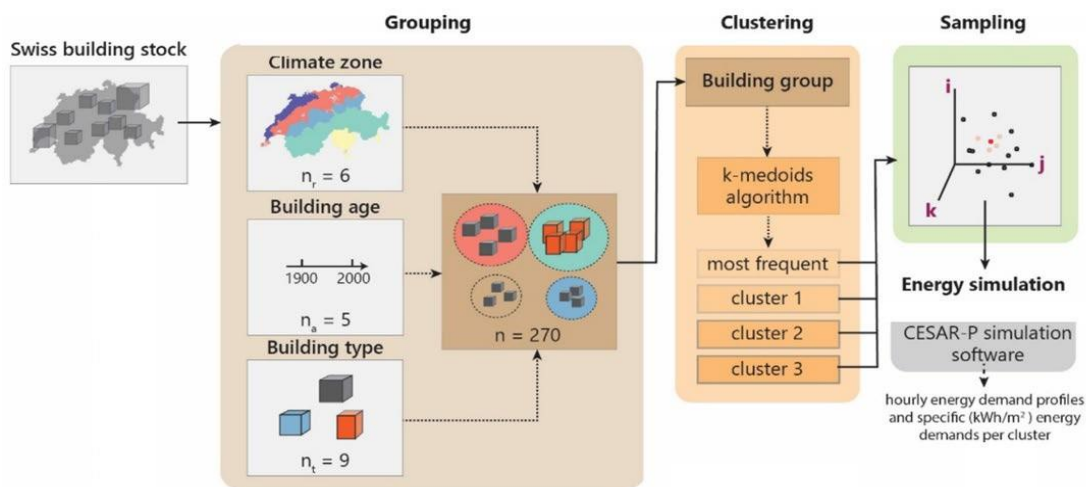 Grouping
Clustering
Sampling
Swiss building stock
Climate zone
n_r = 6
Building age
1900 2000
n_a = 5
Building type
n_t = 9
n = 270
Building group
k-medoids
algorithm
most frequent
cluster 1
cluster 2
cluster 3
i
j
k
Energy simulation
CESAR-P simulation
software
hourly energy demand profiles
and specific (kWh/m²) energy
demands per cluster